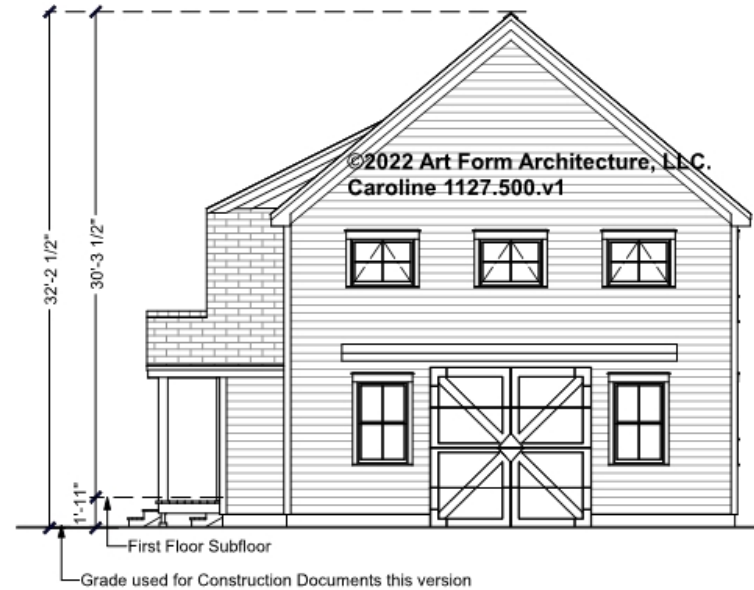 ©2022 Art Form Architecture, LLC.
Caroline 1127.500.v1
32'-2 1/2"
30'-3 1/2"
1'-11"
First Floor Subfloor
Grade used for Construction Documents this version